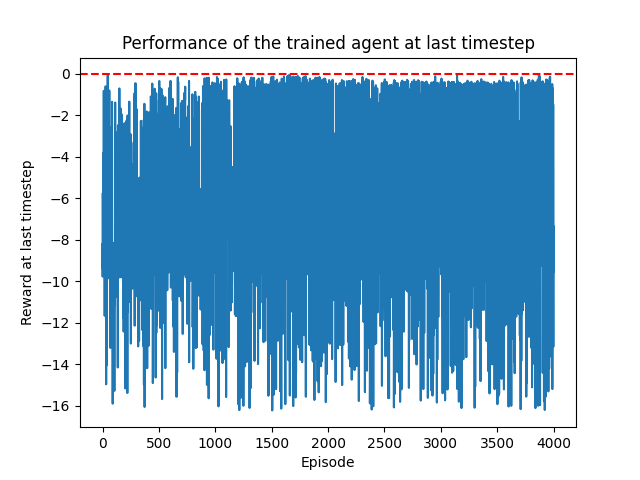 Performance of the trained agent at last timestep
Reward at last timestep
0
−2
−4
−6
−8
−10
−12
−14
−16
0 500 1000 1500 2000 2500 3000 3500 4000
Episode